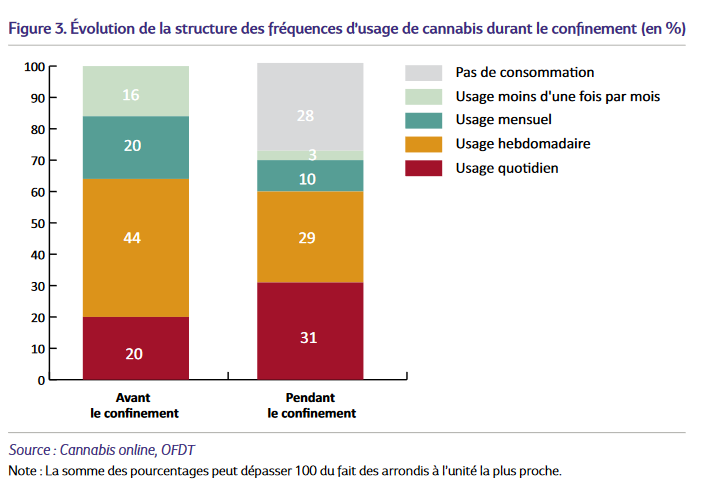 Figure 3. Évolution de la structure des fréquences d'usage de cannabis durant le confinement (en %)
100
90
80
70
60
50
40
30
20
10
0
16
20
44
20
28
3
10
29
31
Avant
le confinement
Pendant
le confinement
Pas de consommation
Usage moins d'une fois par mois
Usage mensuel
Usage hebdomadaire
Usage quotidien
Source : Cannabis online, OFDT
Note : La somme des pourcentages peut dépasser 100 du fait des arrondis à l'unité la plus proche.